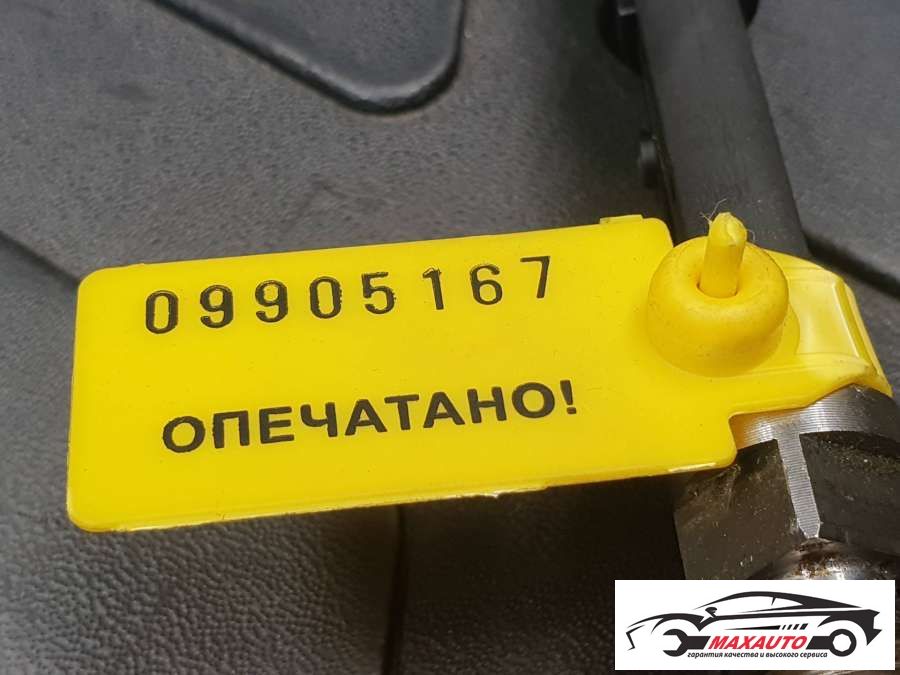 09905167
ОПЕЧАТАНО!
MAXAUTO
гарантия качества и высокого сервиса